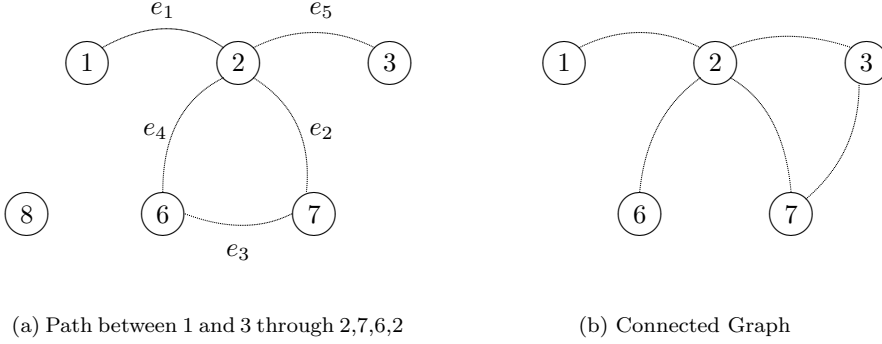 e1 e5
1 2 3 1 2 3
e4 e2
8 6 7 6 7
e3
(a) Path between 1 and 3 through 2,7,6,2 (b) Connected Graph